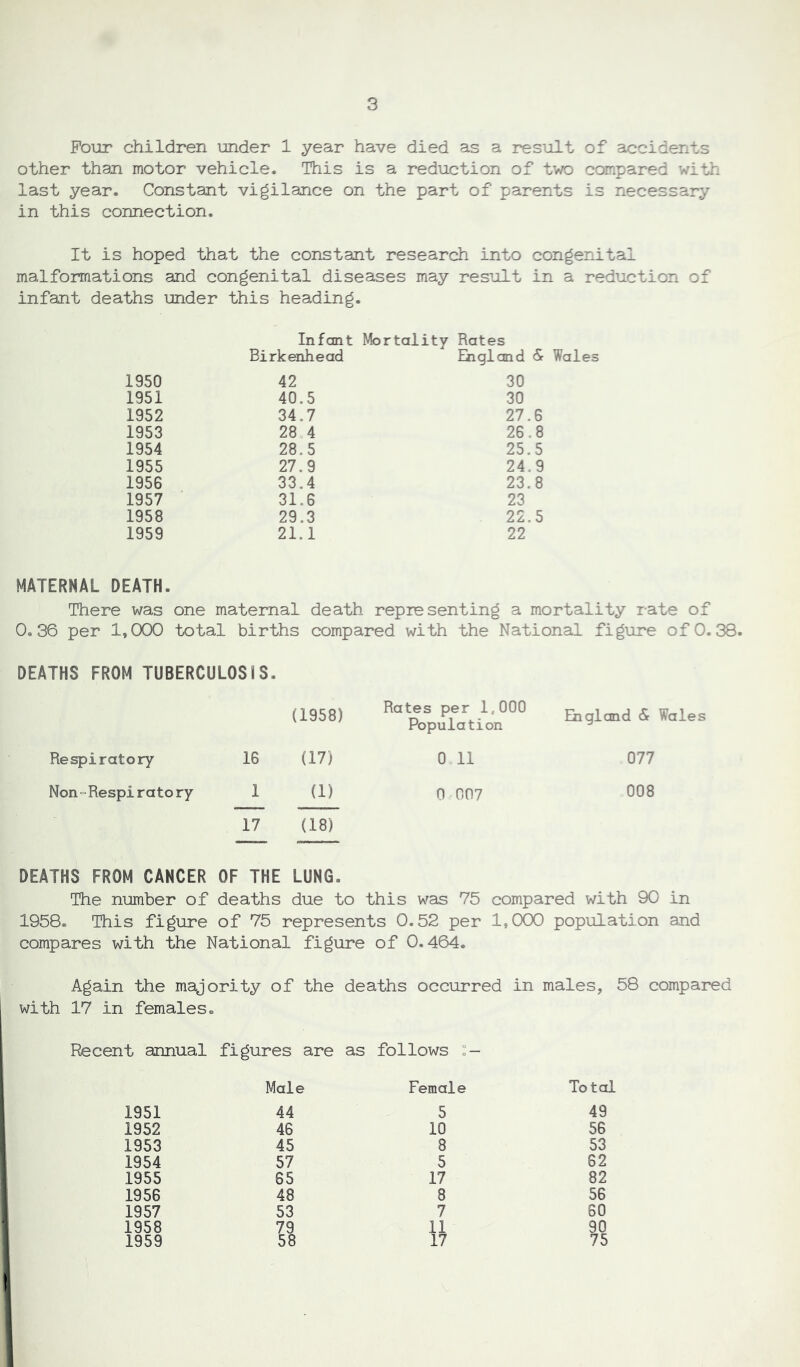 3
Four children under 1 year have died as a result of accidents
other than motor vehicle. This is a reduction of two compared with
last year. Constant vigilance on the part of parents is necessary
in this connection.
It is hoped that the constant research into congenital
malformations and congenital diseases may result in a reduction of
infant deaths under this heading.
Infant Mortality Rates
Birkenhead England & Wales
1950 42 30
1951 40.5 30
1952 34.7 27.6
1953 28 4 26.8
1954 28.5 25.5
1955 27.9 24.9
1956 33.4 23.8
1957 31.6 23
1958 29.3 22.5
1959 21.1 22
MATERNAL DEATH.
There was one maternal death representing a mortality rate of
0.36 per 1,000 total births compared with the National figure of 0.38.
DEATHS FROM TUBERCULOSIS.
(1958) Rates per 1,000 Population England & Wales
Respiratory 16 (17) 0.11 .077
Non-Respiratory 1 (1) 0.007 .008
17 (18)
DEATHS FROM CANCER OF THE LUNG.
The number of deaths due to this was 75 compared with 90 in
1958. This figure of 75 represents 0.52 per 1,000 population and
compares with the National figure of 0.464.
Again the majority of the deaths occurred in males, 58 compared
with 17 in females.
Recent annual figures are as follows :-
Male Female Total
1951 44 5 49
1952 46 10 56
1953 45 8 53
1954 57 5 62
1955 65 17 82
1956 48 8 56
1957 53 7 60
1958 79 11 90
1959 58 17 75